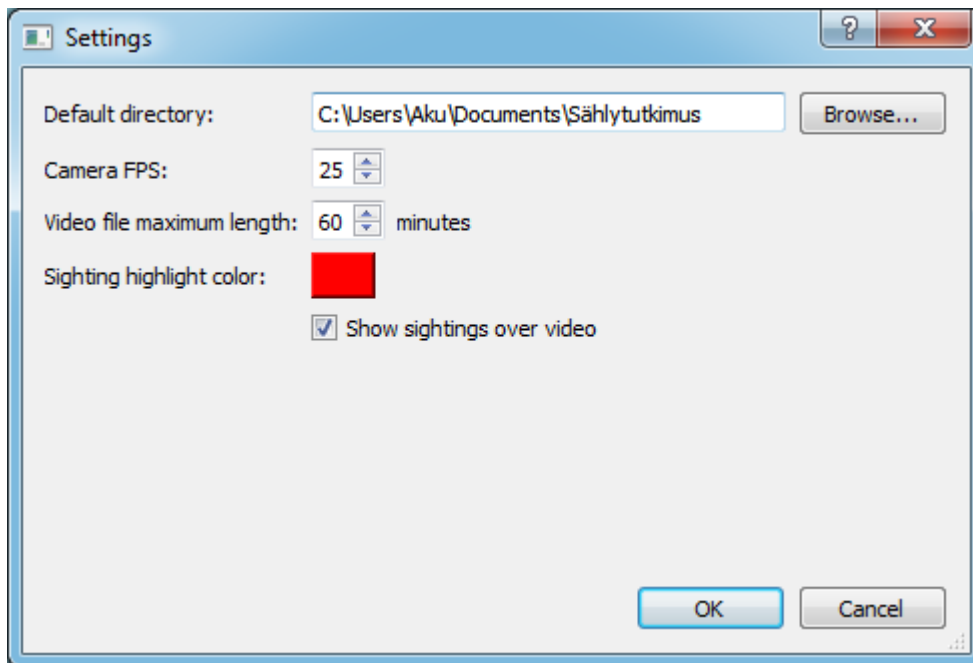 Settings
Default directory: C:\Users\Aku\Documents\Sählytutkimus Browse...
Camera FPS: 25
Video file maximum length: 60 minutes
Sighting highlight color:
Show sightings over video
OK Cancel